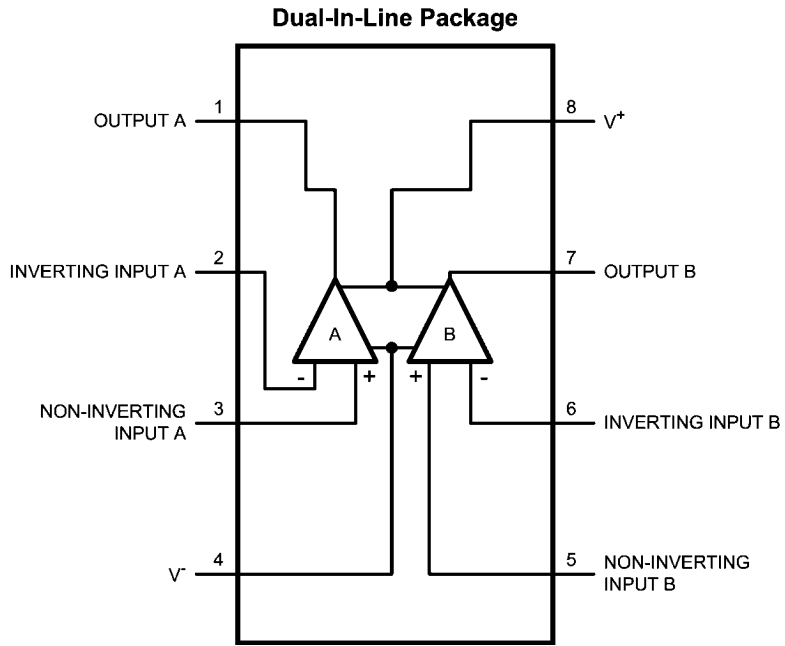 Dual-In-Line Package
1
OUTPUT A
8
V+
2
INVERTING INPUT A
7
OUTPUT B
A
B
-
+
+
-
NON-INVERTING
INPUT A
3
6
INVERTING INPUT B
4
V-
5
NON-INVERTING
INPUT B